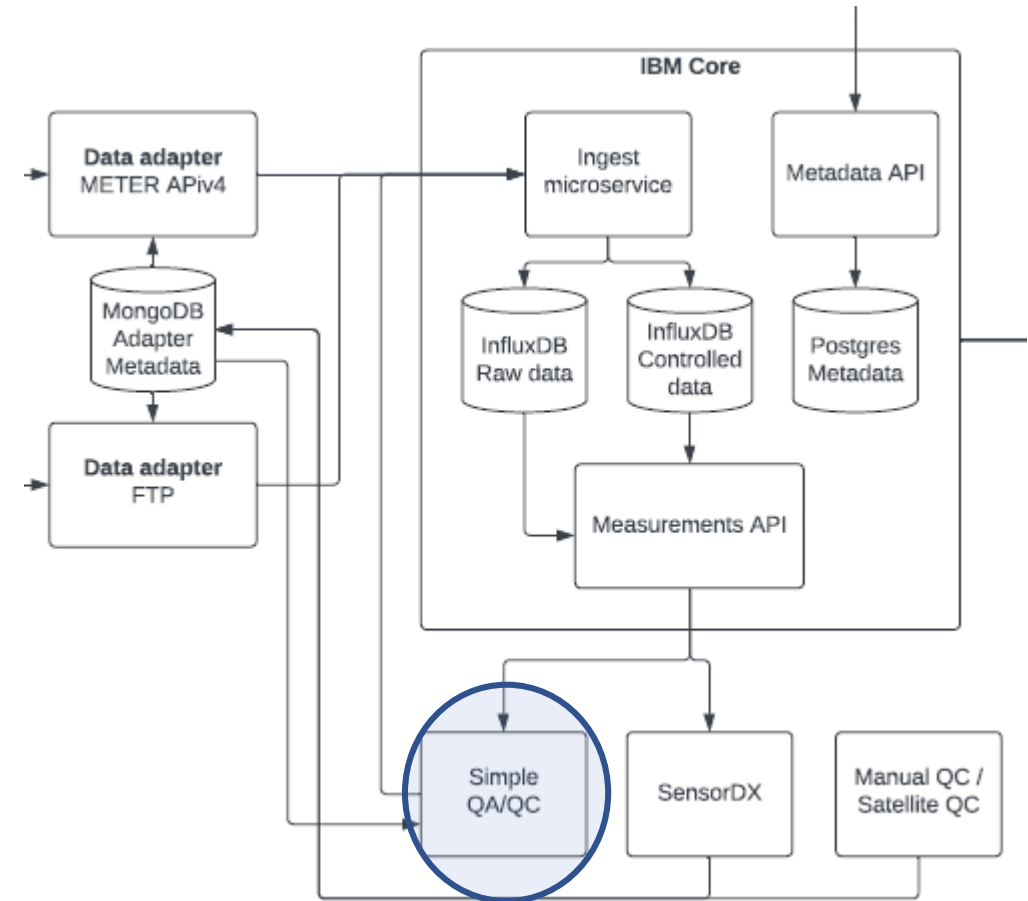 IBM Core
Data adapter
METER APiv4
Ingest
microservice
Metadata API
MongoDB
Adapter
Metadata
InfluxDB
Raw data
InfluxDB
Controlled
data
Postgres
Metadata
Data adapter
FTP
Measurements API
Simple
QA/QC
SensorDX
Manual QC /
Satellite QC